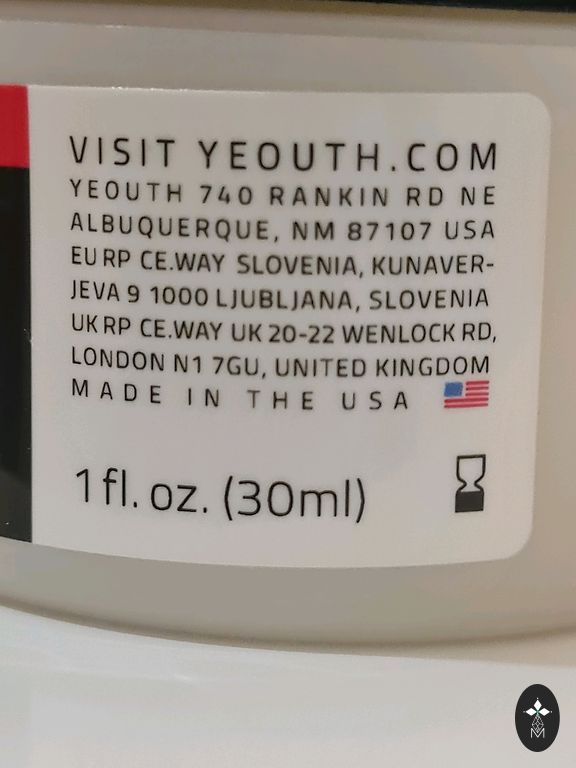 VISIT YEOUTH.COM
YEOUTH 740 RANKIN RD NE
ALBUQUERQUE, NM 87107 USA
EU RP CE.WAY SLOVENIA, KUNAVER-
JEVA 9 1000 LJUBLJANA, SLOVENIA
UK RP CE.WAY UK 20-22 WENLOCK RD,
LONDON N1 7GU, UNITED KINGDOM
MADE IN THE USA
1 fl. oz. (30ml)
M